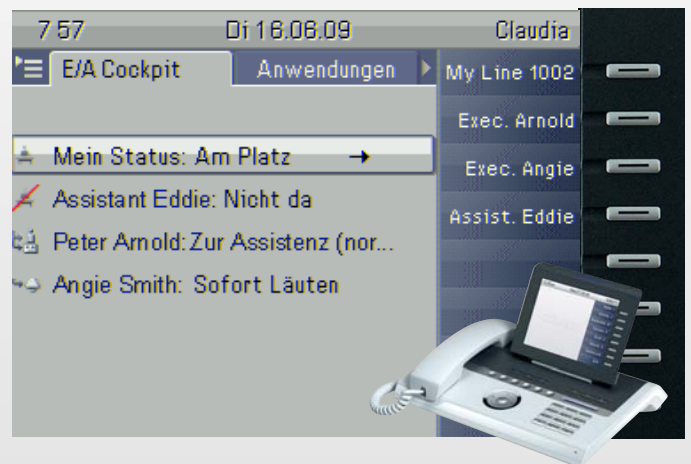 7 57 Di 16.06.09 Claudia
E/A Cockpit Anwendungen My Line 1002
Exec. Arnold
Mein Status: Am Platz → Exec. Angie
Assistant Eddie: Nicht da Assist. Eddie
Peter Arnold: Zur Assistenz (nor...
Angie Smith: Sofort Läuten